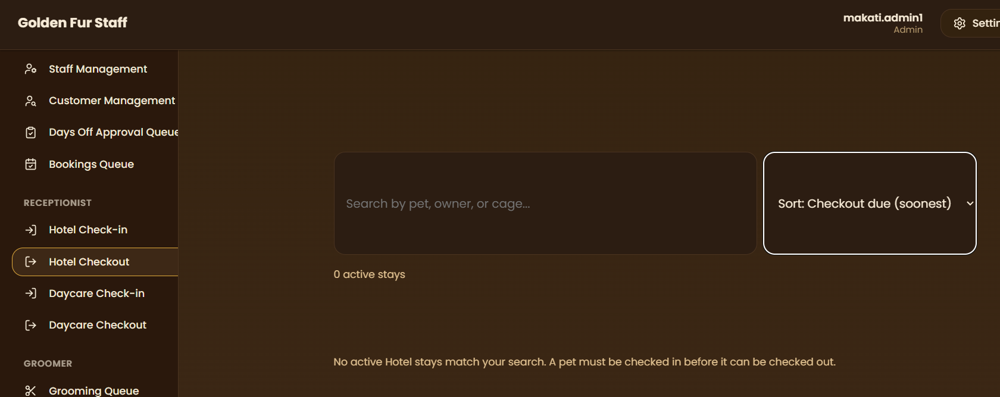 Golden Fur Staff
makati.admin1
Admin
Staff Management
Customer Management
Days Off Approval Queue
Bookings Queue
RECEPTIONIST
Hotel Check-in
Hotel Checkout
Daycare Check-in
Daycare Checkout
GROOMER
Grooming Queue
Search by pet, owner, or cage...
Sort: Checkout due (soonest)
0 active stays
No active Hotel stays match your search. A pet must be checked in before it can be checked out.